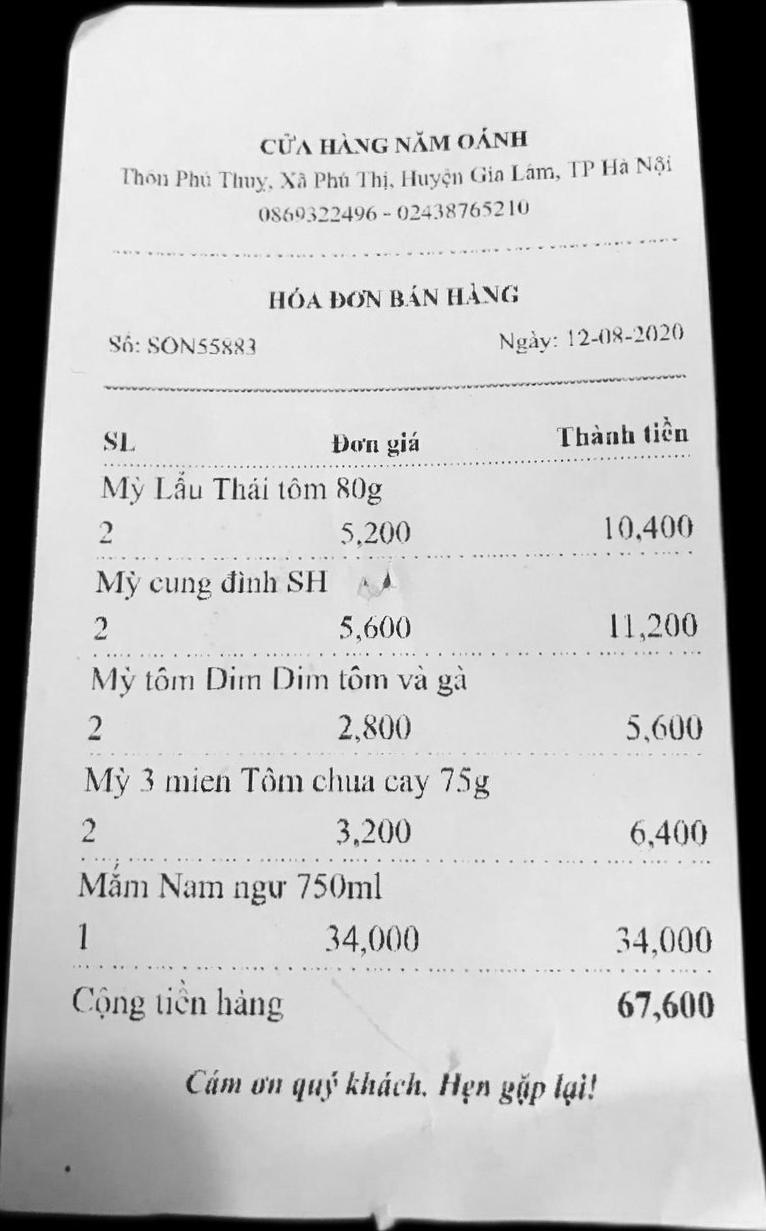 CỬA HÀNG NĂM OÁNH
Thôn Phú Thuỵ, Xã Phú Thị, Huyện Gia Lâm, TP Hà Nội
0869322496 - 02438765210
HÓA ĐƠN BÁN HÀNG
Số: SON55883 Ngày: 12-08-2020
SL Đơn giá Thành tiền
Mỳ Lẩu Thái tôm 80g
2 5,200 10,400
Mỳ cung đình SH
2 5,600 11,200
Mỳ tôm Dim Dim tôm và gà
2 2,800 5,600
Mỳ 3 mien Tôm chua cay 75g
2 3,200 6,400
Mắm Nam ngư 750ml
1 34,000 34,000
Cộng tiền hàng 67,600
Cám ơn quý khách. Hẹn gặp lại!